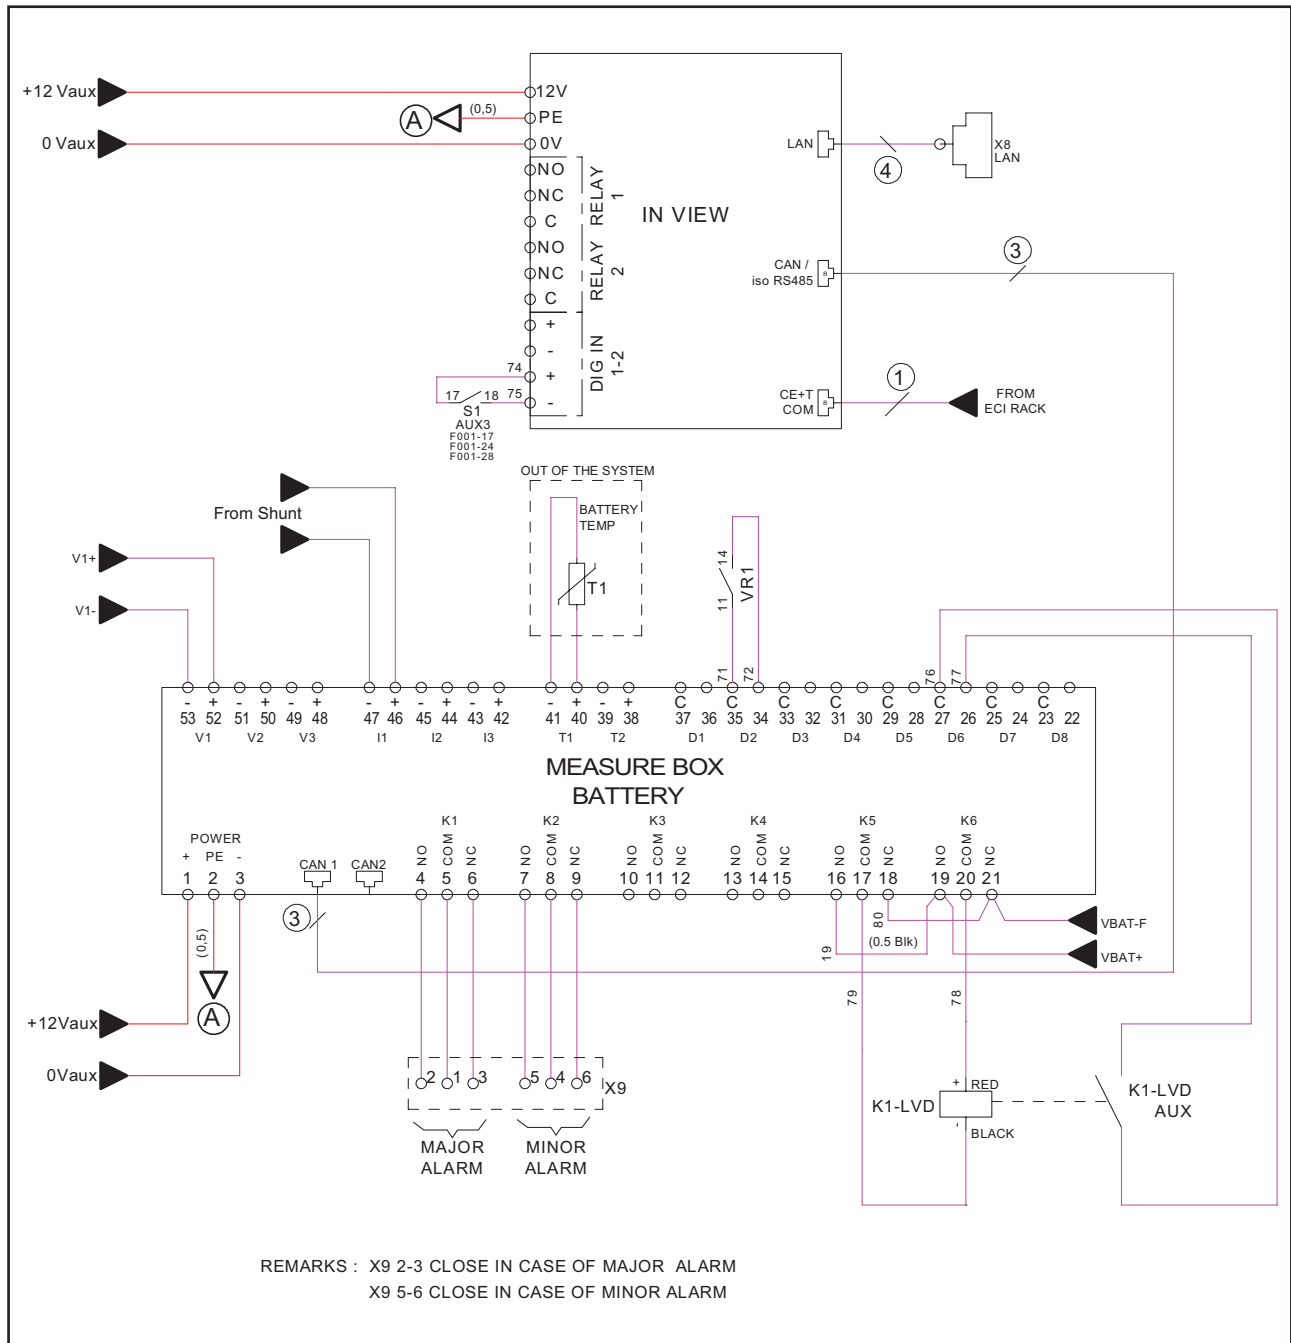 +12 Vaux
0 Vaux
A
(0,5)
12V
PE
0V
NO
NC
C
RELAY
1
NO
NC
C
RELAY
2
+
-
+
-
DIG IN
1-2
IN VIEW
LAN
4
X8
LAN
CAN /
iso RS485
8
3
CE+T
COM
8
1
FROM
ECI RACK
74
75
17
18
S1
AUX3
F001-17
F001-24
F001-28
OUT OF THE SYSTEM
BATTERY
TEMP
T1
From Shunt
V1+
V1-
14
11
VR1
71
72
76
77
- + - + - + - + - + - + - + - + C C C C C C C C
53 52 51 50 49 48 47 46 45 44 43 42 41 40 39 38 37 36 35 34 33 32 31 30 29 28 27 26 25 24 23 22
V1 V2 V3 I1 I2 I3 T1 T2 D1 D2 D3 D4 D5 D6 D7 D8
MEASURE BOX
BATTERY
POWER
+ PE -
1 2 3
CAN 1
CAN2
K1 K2 K3 K4 K5 K6
NO COM NC NO COM NC NO COM NC NO COM NC NO COM NC NO COM NC
4 5 6 7 8 9 10 11 12 13 14 15 16 17 18 19 20 21
(0,5)
A
3
+12Vaux
0Vaux
80
(0.5 Blk)
19
79
78
VBAT-F
VBAT+
2 1 3 5 4 6
X9
MAJOR
ALARM
MINOR
ALARM
K1-LVD
+
RED
-
BLACK
K1-LVD
AUX
REMARKS : X9 2-3 CLOSE IN CASE OF MAJOR ALARM
X9 5-6 CLOSE IN CASE OF MINOR ALARM